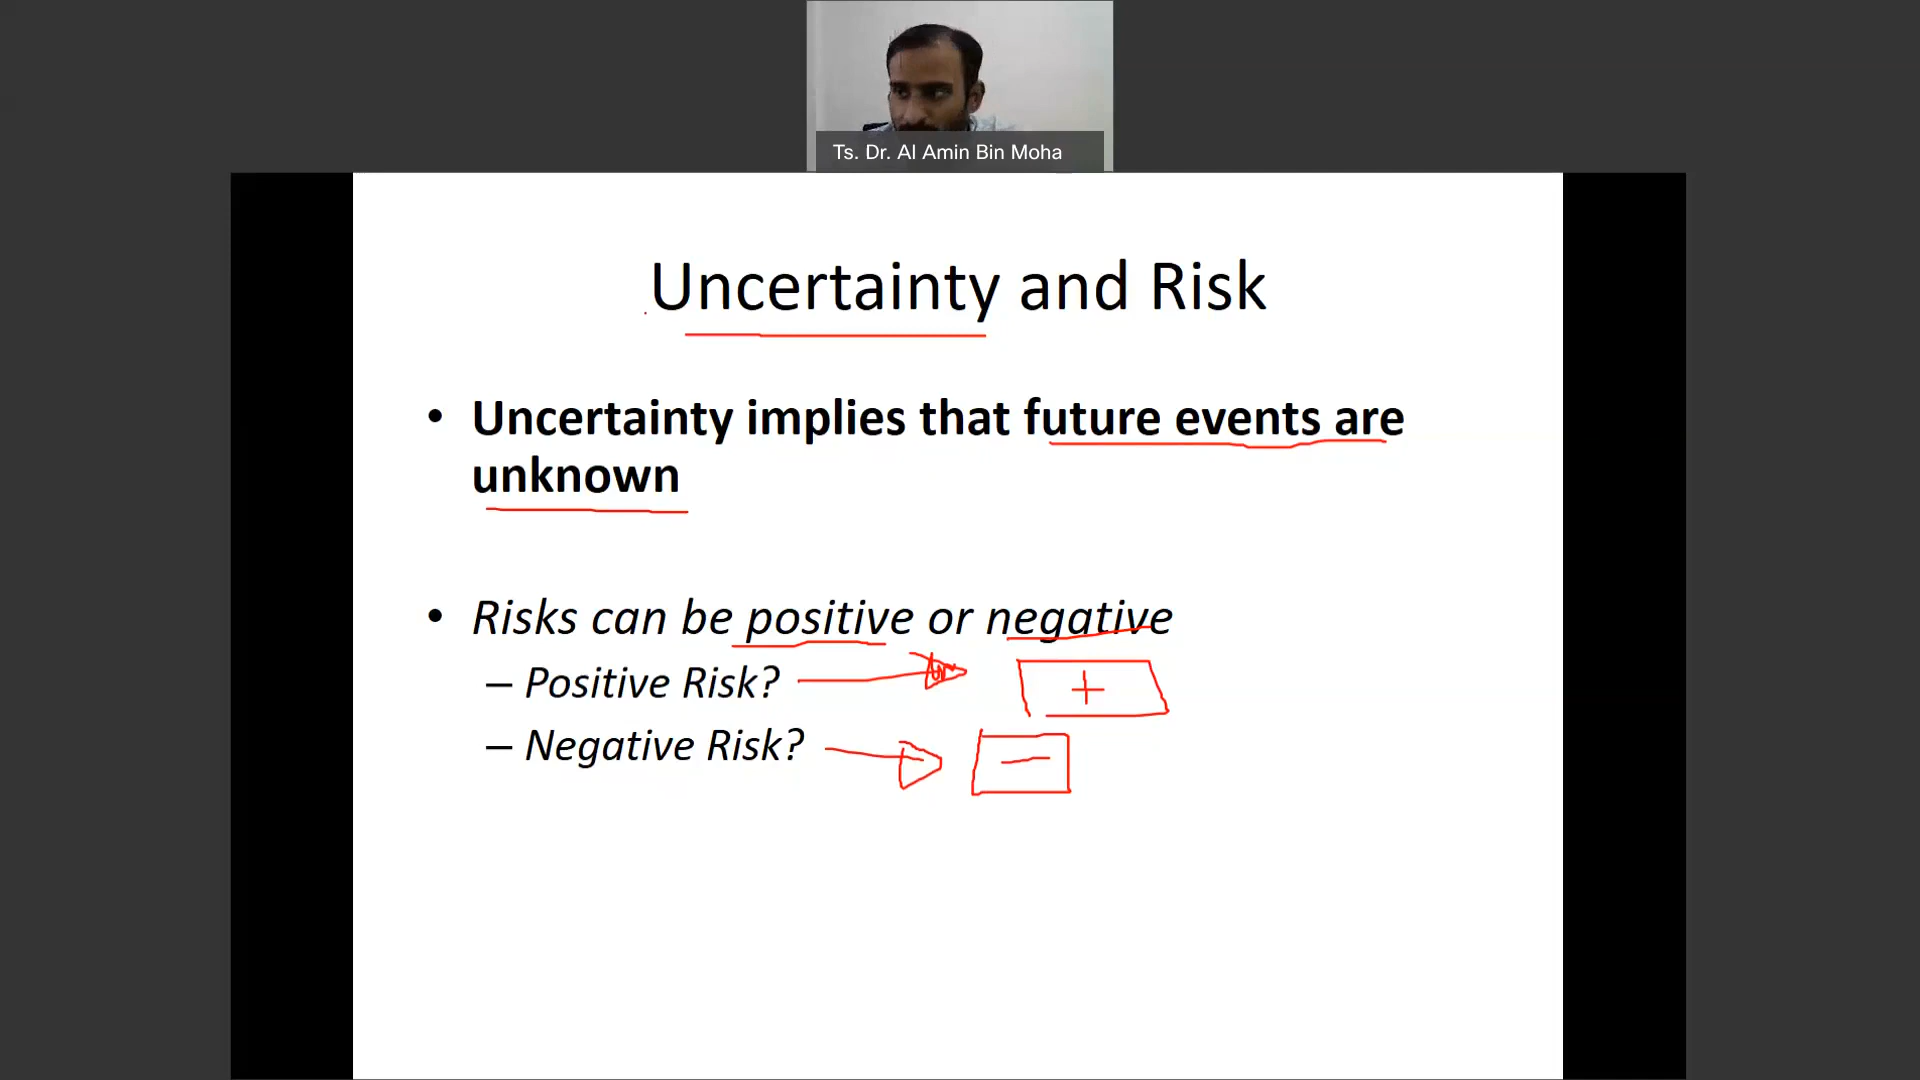 Ts. Dr. Al Amin Bin Moha
Uncertainty and Risk
• Uncertainty implies that future events are
unknown
• Risks can be positive or negative
– Positive Risk?
+
– Negative Risk?
–